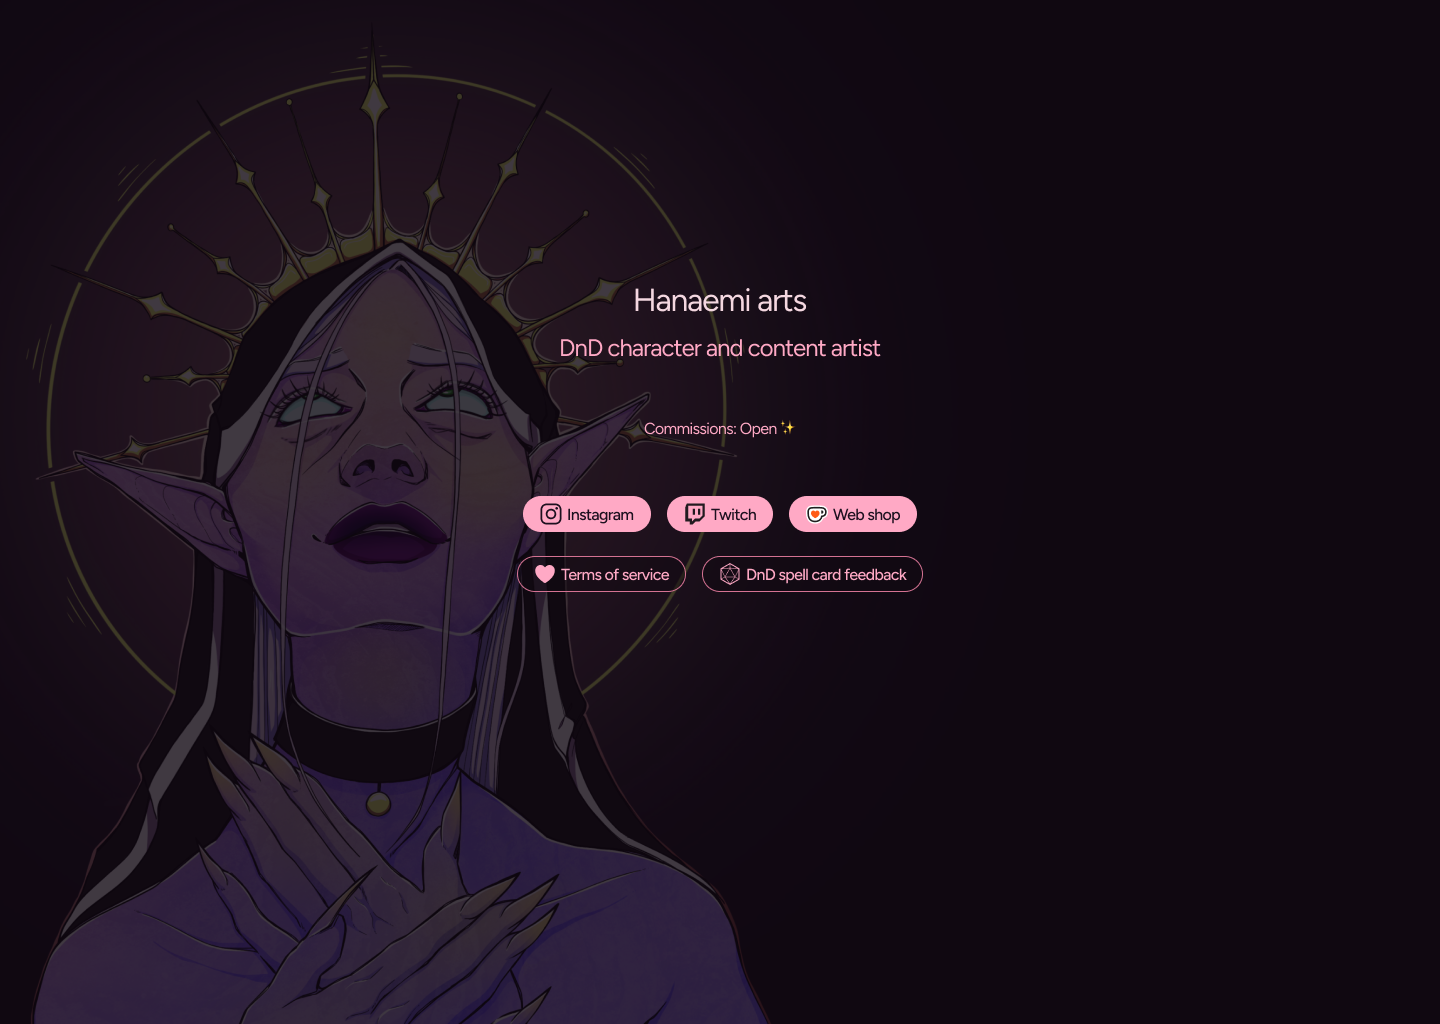 Hanaemi arts
DnD character and content artist
Commissions: Open ✨
Instagram
Twitch
Web shop
Terms of service
DnD spell card feedback